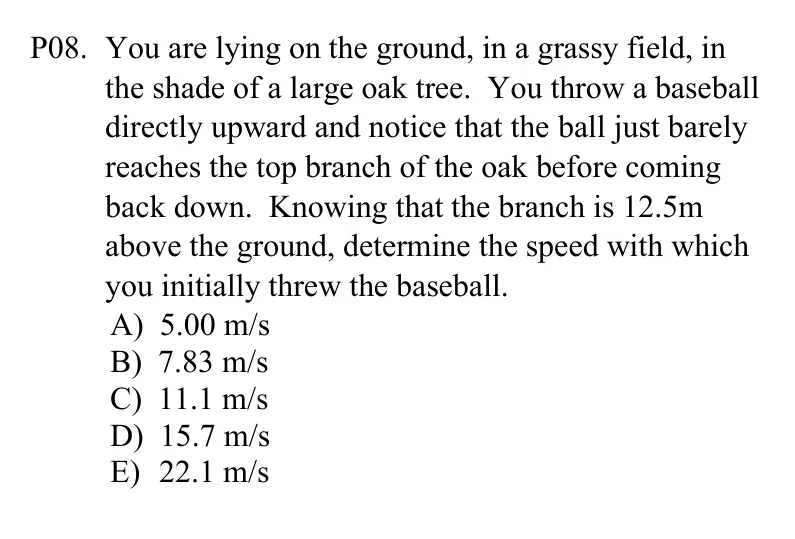 P08. You are lying on the ground, in a grassy field, in
the shade of a large oak tree. You throw a baseball
directly upward and notice that the ball just barely
reaches the top branch of the oak before coming
back down. Knowing that the branch is 12.5m
above the ground, determine the speed with which
you initially threw the baseball.
A) 5.00 m/s
B) 7.83 m/s
C) 11.1 m/s
D) 15.7 m/s
E) 22.1 m/s